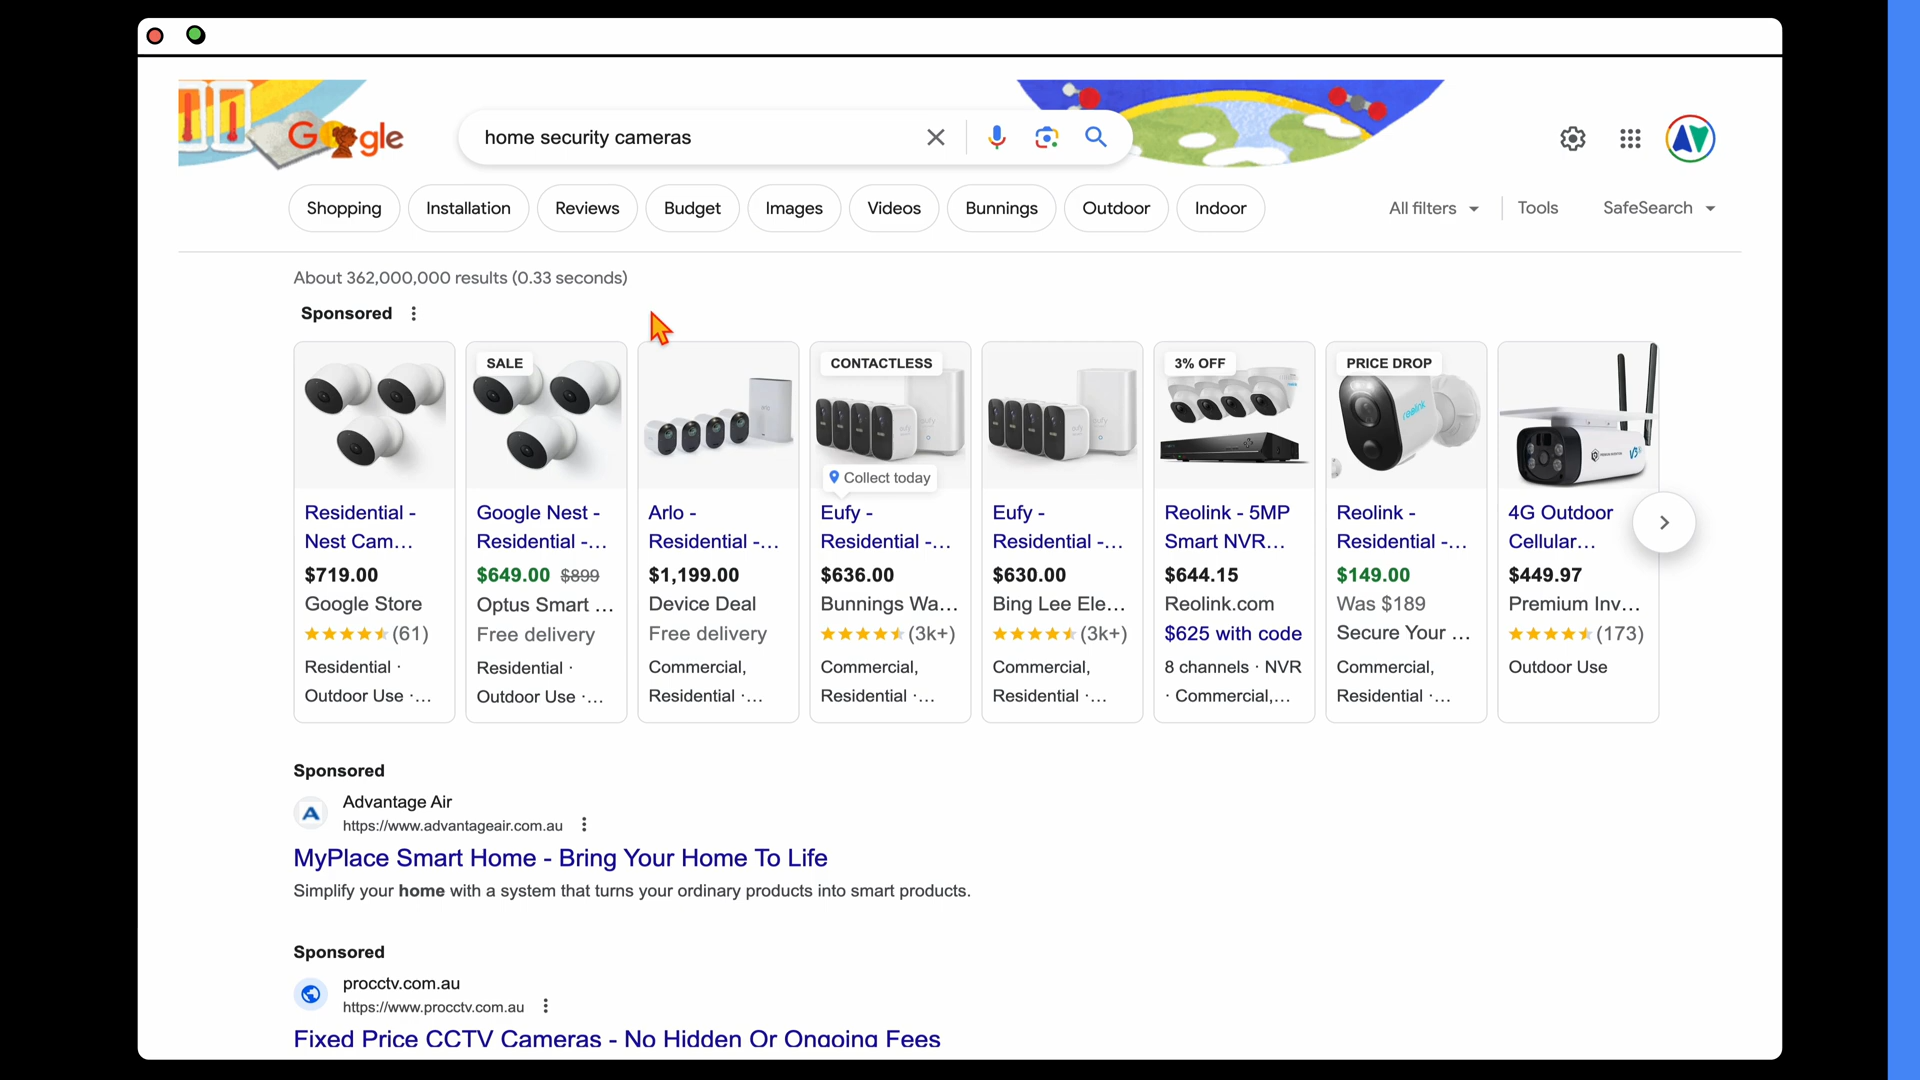 Google
home security cameras
Shopping Installation Reviews Budget Images Videos Bunnings Outdoor Indoor All filters Tools SafeSearch
About 362,000,000 results (0.33 seconds)
Sponsored
Residential -
Nest Cam...
$719.00
Google Store
(61)
Residential ·
Outdoor Use ·...
SALE
Google Nest -
Residential -...
$649.00 $899
Optus Smart ...
Free delivery
Residential ·
Outdoor Use ·...
Arlo -
Residential -...
$1,199.00
Device Deal
Free delivery
Commercial,
Residential ·...
CONTACTLESS
eufy
Collect today
Eufy -
Residential -...
$636.00
Bunnings Wa...
(3k+)
Commercial,
Residential ·...
eufy
Eufy -
Residential -...
$630.00
Bing Lee Ele...
(3k+)
Commercial,
Residential ·...
3% OFF
Reolink - 5MP
Smart NVR...
$644.15
Reolink.com
$625 with code
8 channels · NVR
· Commercial,...
PRICE DROP
reolink
Reolink -
Residential -...
$149.00
Was $189
Secure Your ...
Commercial,
Residential ·...
4G Outdoor
Cellular...
$449.97
Premium Inv...
(173)
Outdoor Use
Sponsored
Advantage Air
https://www.advantageair.com.au
MyPlace Smart Home - Bring Your Home To Life
Simplify your home with a system that turns your ordinary products into smart products.
Sponsored
procctv.com.au
https://www.procctv.com.au
Fixed Price CCTV Cameras - No Hidden Or Ongoing Fees